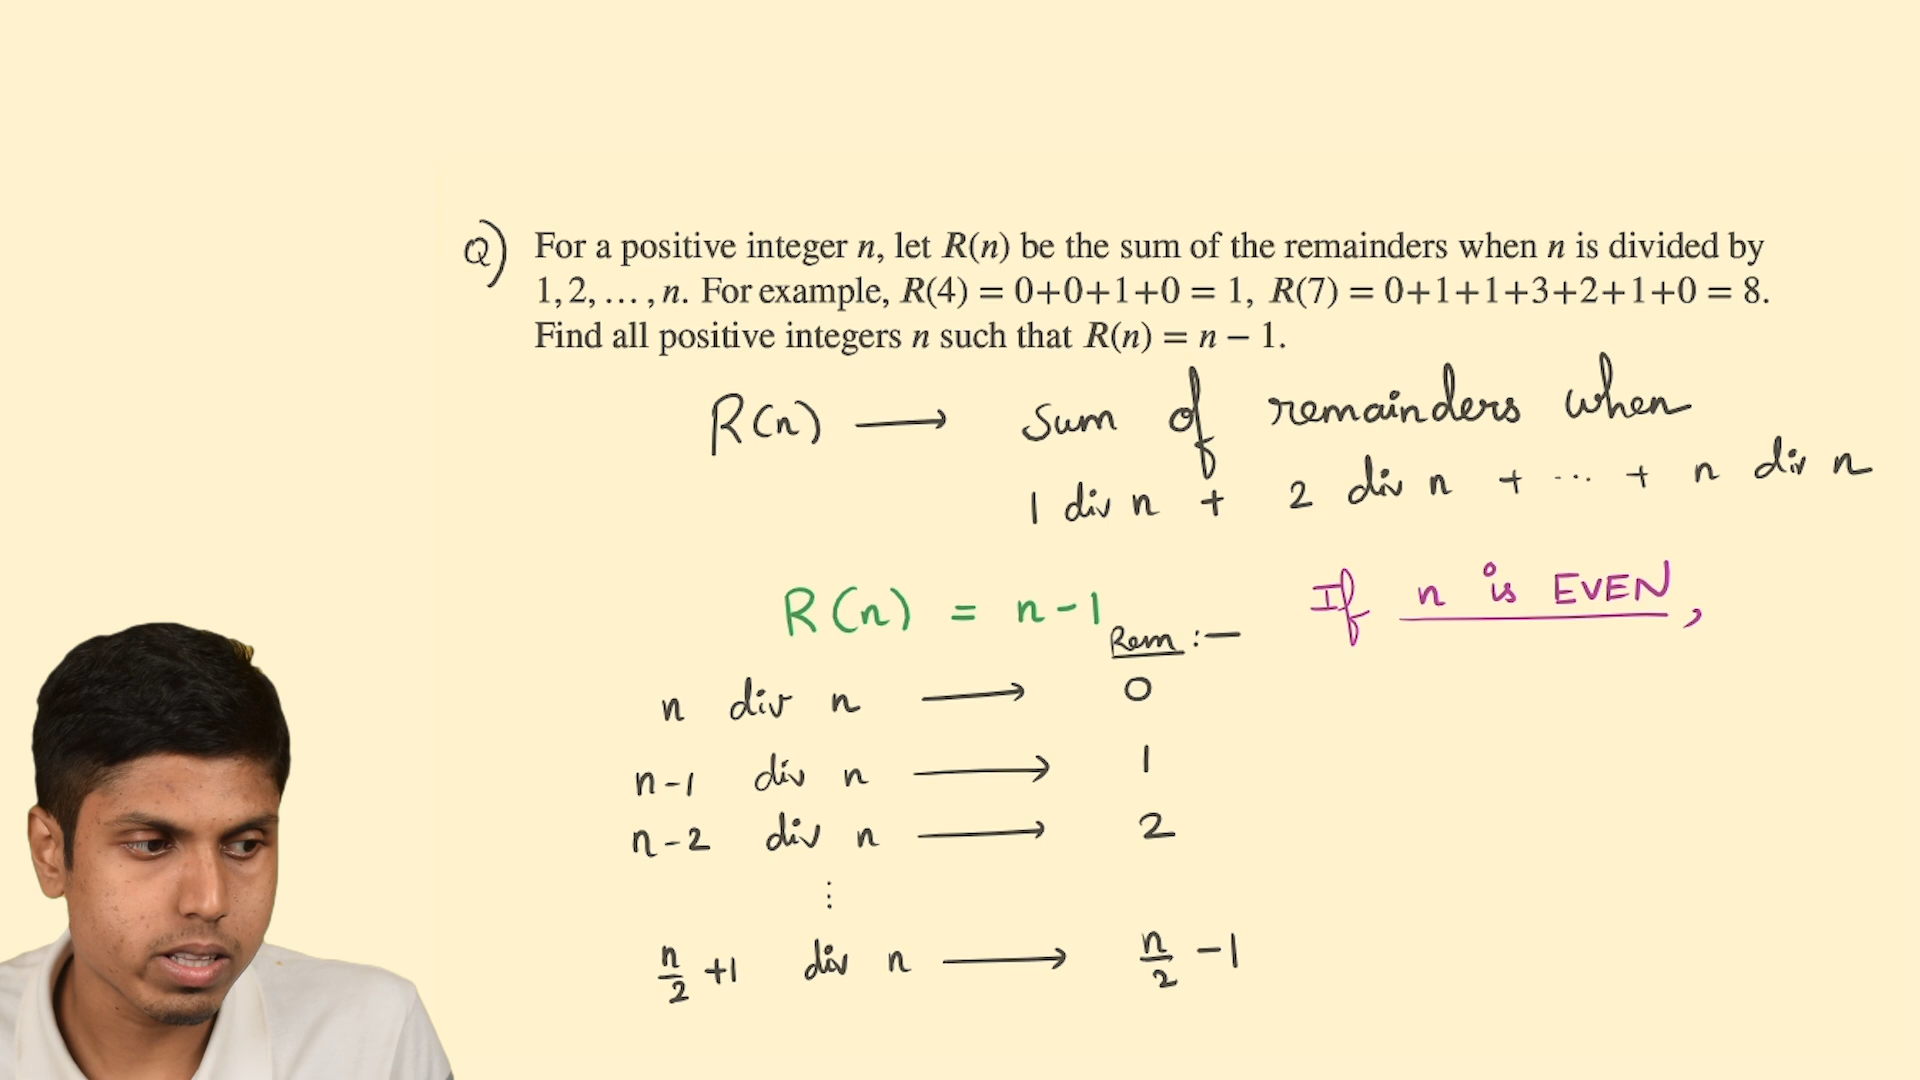 Q) For a positive integer n, let R(n) be the sum of the remainders when n is divided by
1, 2, … , n. For example, R(4) = 0+0+1+0 = 1, R(7) = 0+1+1+3+2+1+0 = 8.
Find all positive integers n such that R(n) = n − 1.
R(n) ⟶ Sum of remainders when
1 div n + 2 div n + ... + n div n
R(n) = n-1
If n is EVEN,
Rem :—
n div n ⟶ 0
n-1 div n ⟶ 1
n-2 div n ⟶ 2
⋮
n/2 +1 div n ⟶ n/2 -1